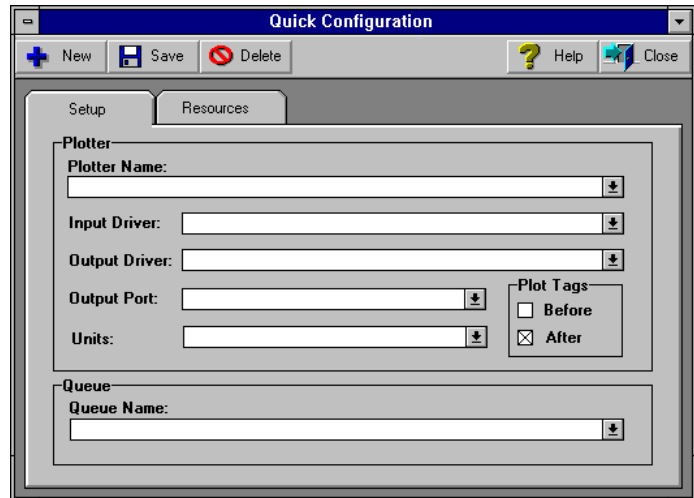 Quick Configuration
New Save Delete Help Close
Setup Resources
Plotter
Plotter Name:
Input Driver:
Output Driver:
Output Port:
Plot Tags
Before
Units:
After
Queue
Queue Name: